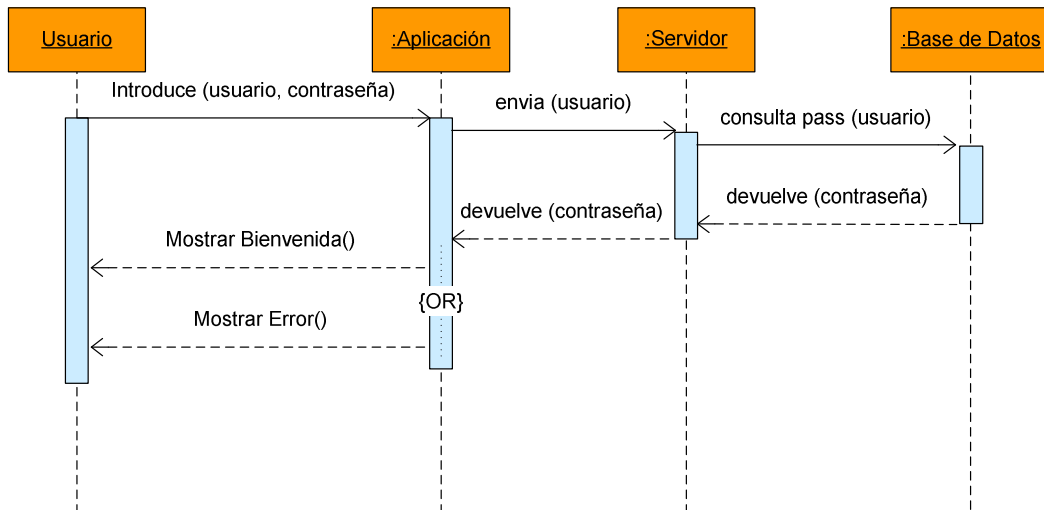 Usuario
:Aplicación
:Servidor
:Base de Datos
Introduce (usuario, contraseña)
envia (usuario)
consulta pass (usuario)
devuelve (contraseña)
devuelve (contraseña)
Mostrar Bienvenida()
{OR}
Mostrar Error()